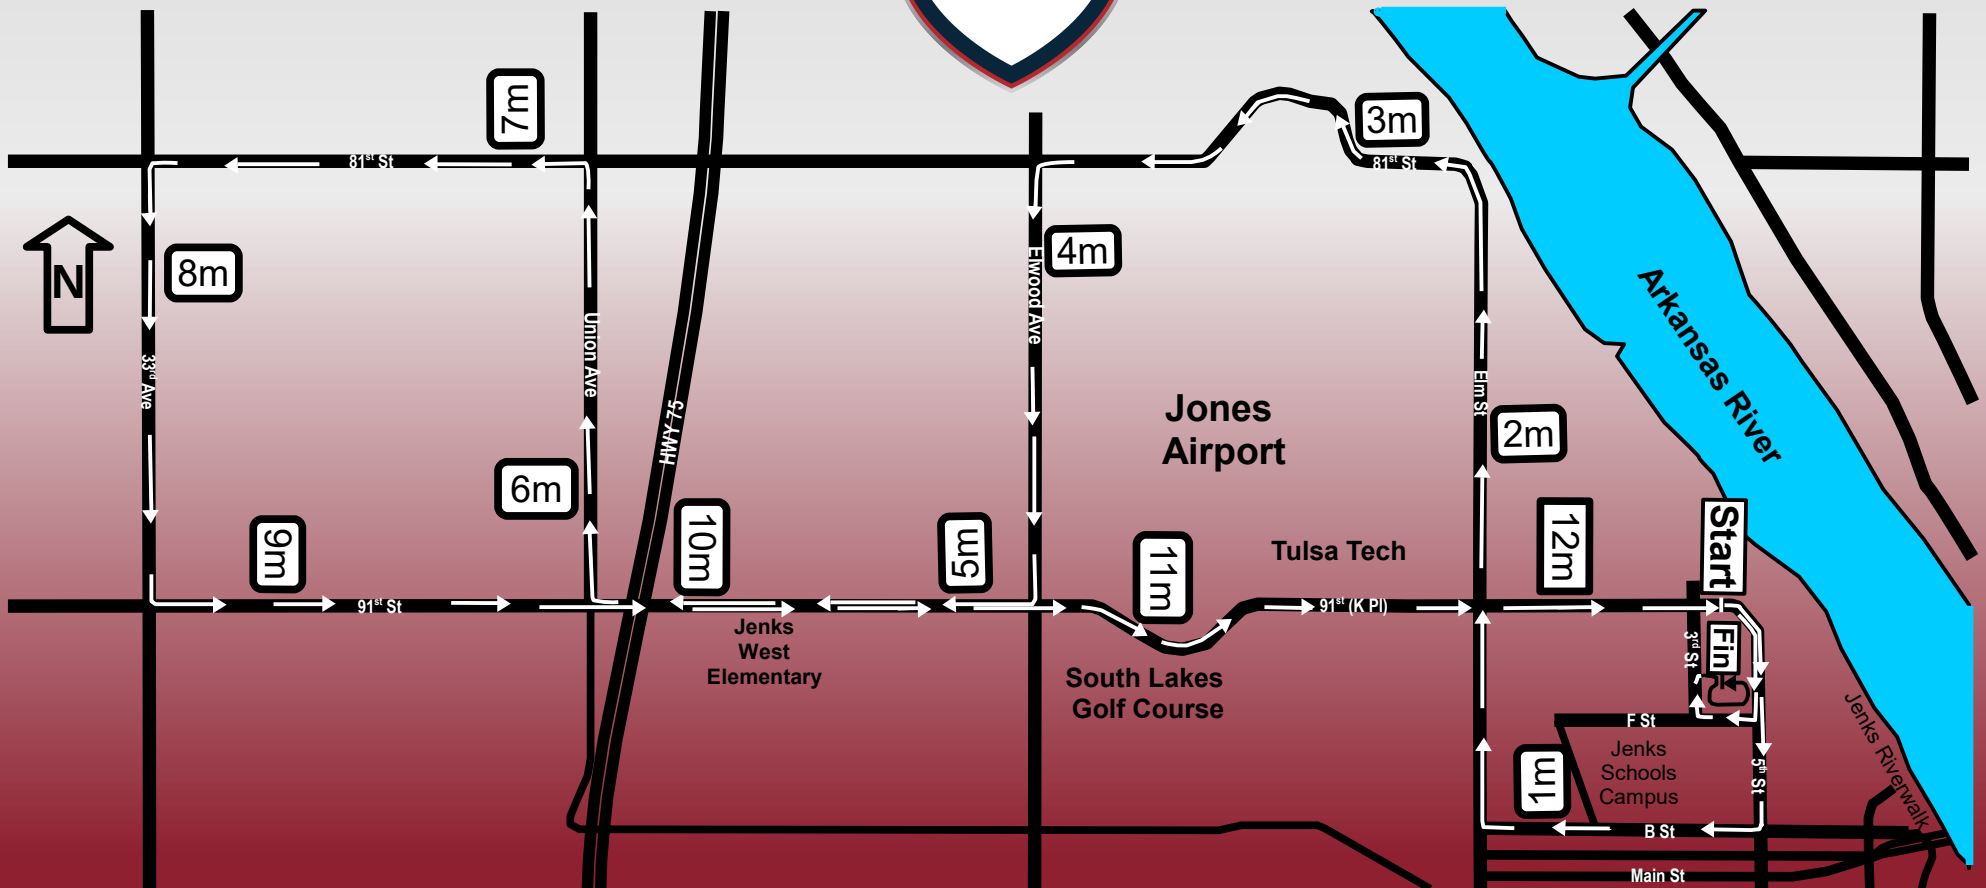 7m
3m
81st St
81st St
N
8m
4m
Elwood Ave
Union Ave
33rd Ave
HWY 75
Elm St
Arkansas River
Jones
Airport
2m
6m
9m
10m
5m
11m
Tulsa Tech
12m
Start
91st St
91st (K Pl)
Jenks
West
Elementary
South Lakes
Golf Course
3rd St
Fin
F St
Jenks
Schools
Campus
5th St
Jenks Riverwalk
1m
B St
Main St